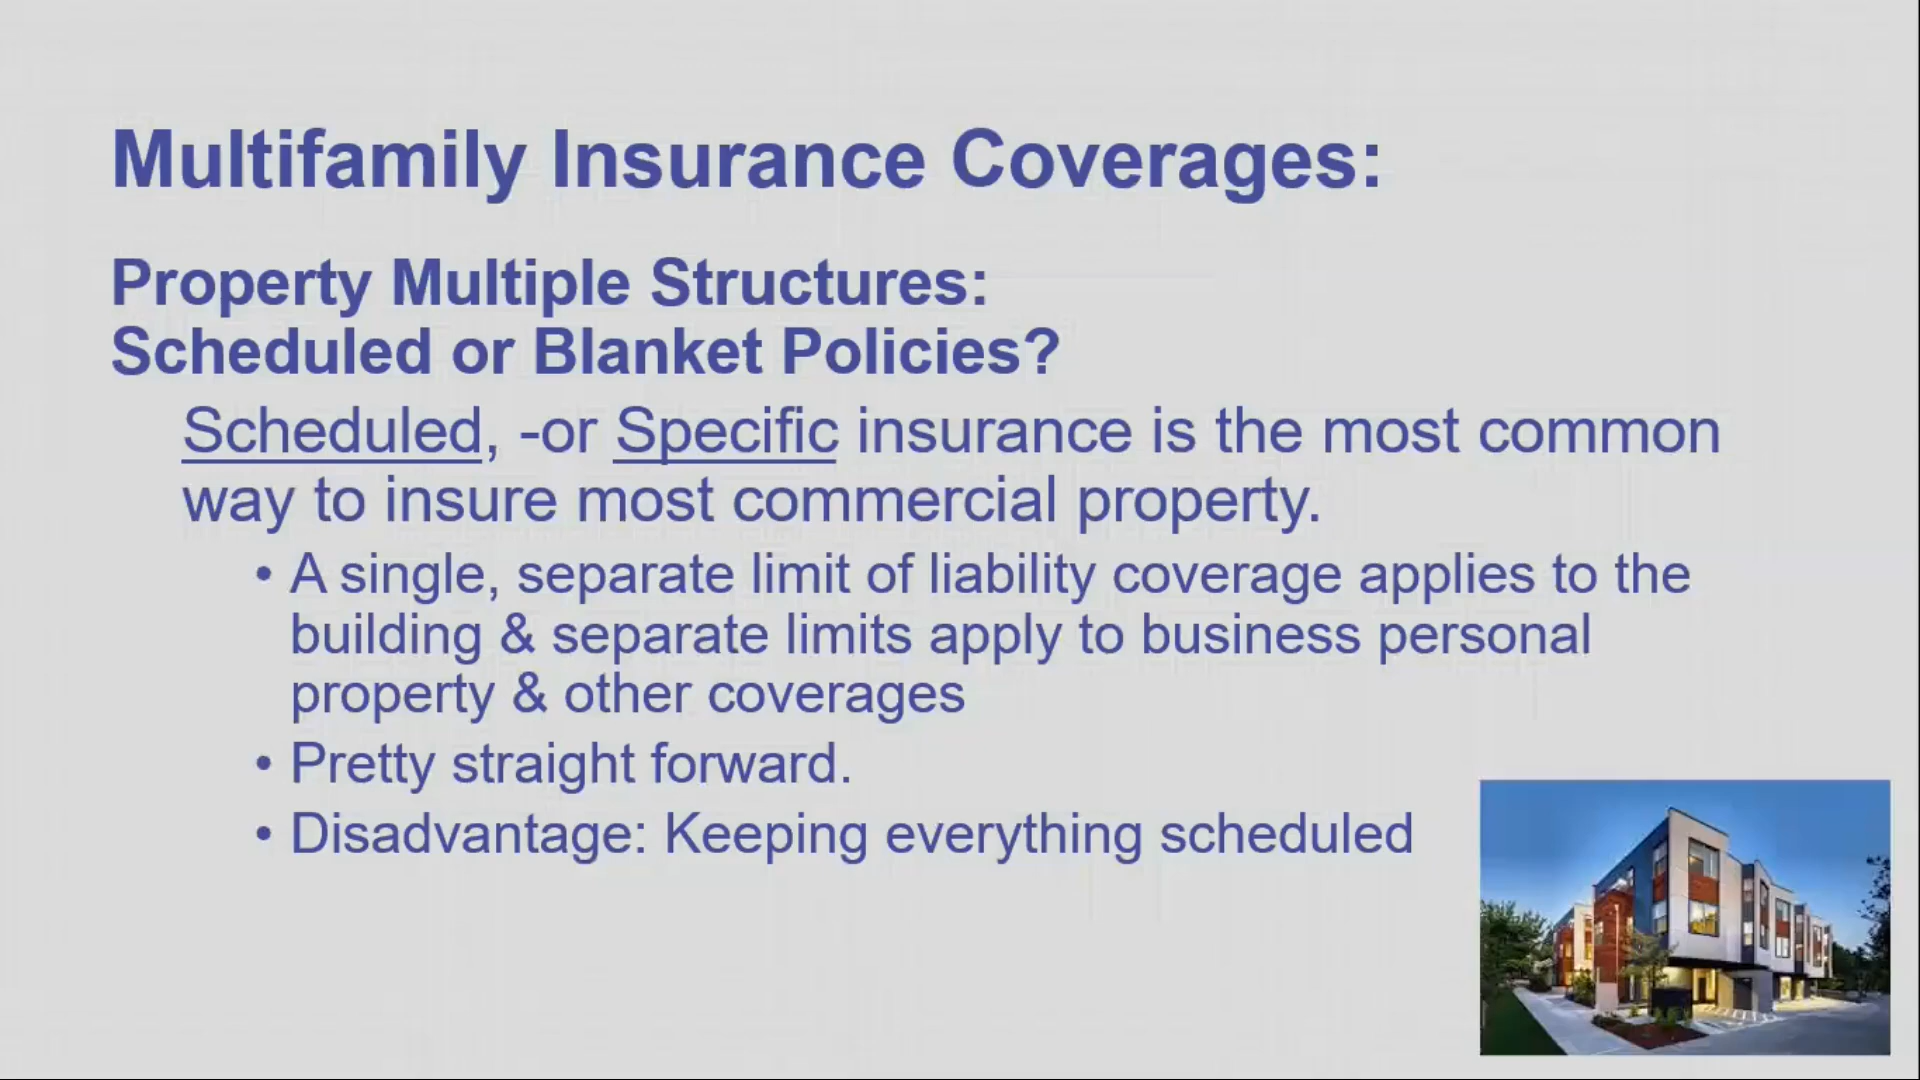 Multifamily Insurance Coverages:
Property Multiple Structures:
Scheduled or Blanket Policies?
Scheduled, -or Specific insurance is the most common
way to insure most commercial property.
• A single, separate limit of liability coverage applies to the
building & separate limits apply to business personal
property & other coverages
• Pretty straight forward.
• Disadvantage: Keeping everything scheduled